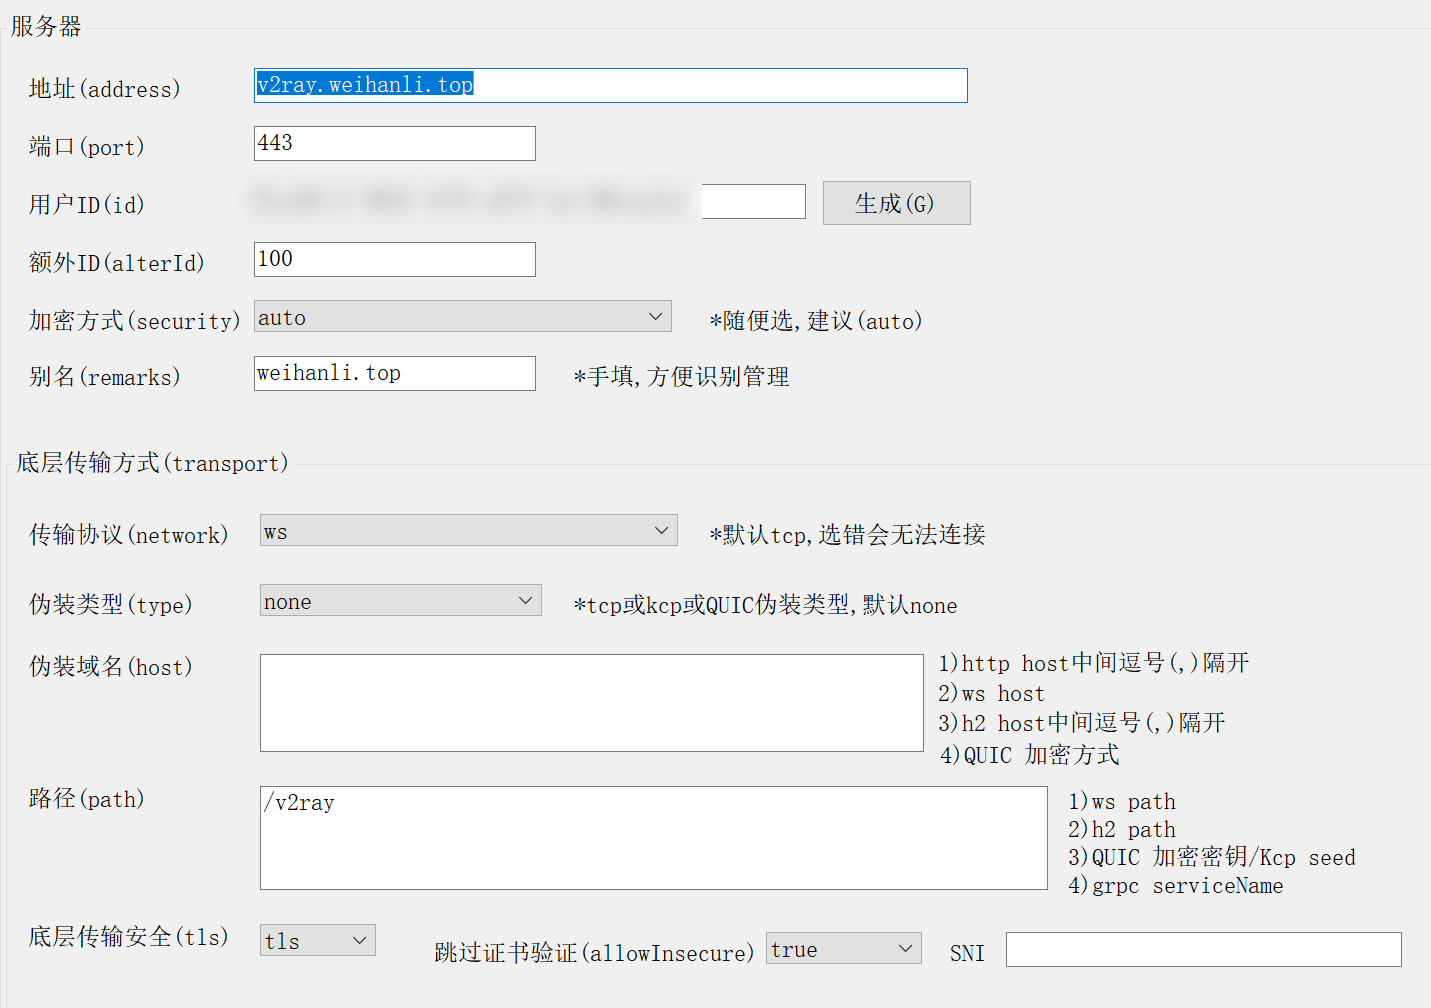 服务器
地址(address) v2ray.weihanli.top
端口(port) 443
用户ID(id) 生成(G)
额外ID(alterId) 100
加密方式(security) auto *随便选,建议(auto)
别名(remarks) weihanli.top *手填,方便识别管理
底层传输方式(transport)
传输协议(network) ws *默认tcp,选错会无法连接
伪装类型(type) none *tcp或kcp或QUIC伪装类型,默认none
伪装域名(host)
1)http host中间逗号(,)隔开
2)ws host
3)h2 host中间逗号(,)隔开
4)QUIC 加密方式
路径(path) /v2ray
1)ws path
2)h2 path
3)QUIC 加密密钥/Kcp seed
4)grpc serviceName
底层传输安全(tls) tls 跳过证书验证(allowInsecure) true SNI